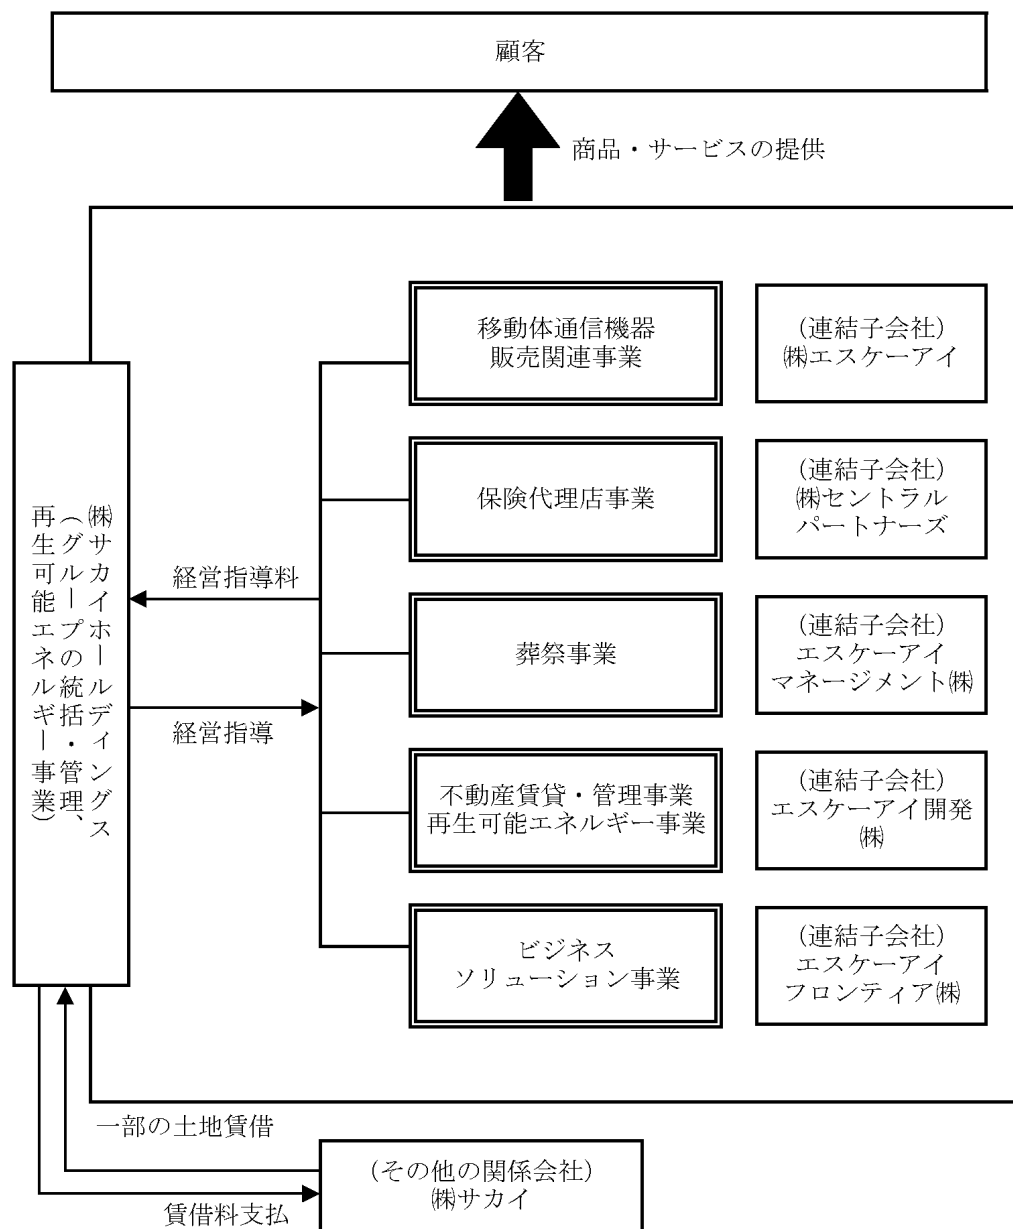 顧客
商品・サービスの提供
移動体通信機器
販売関連事業
(連結子会社)
㈱エスケーアイ
保険代理店事業
(連結子会社)
㈱セントラル
パートナーズ
㈱サカイホールディングス
(グループの統括・管理、
再生可能エネルギー事業)
経営指導料
経営指導
葬祭事業
(連結子会社)
エスケーアイ
マネージメント㈱
不動産賃貸・管理事業
再生可能エネルギー事業
(連結子会社)
エスケーアイ開発
㈱
ビジネス
ソリューション事業
(連結子会社)
エスケーアイ
フロンティア㈱
一部の土地賃借
賃借料支払
(その他の関係会社)
㈱サカイ